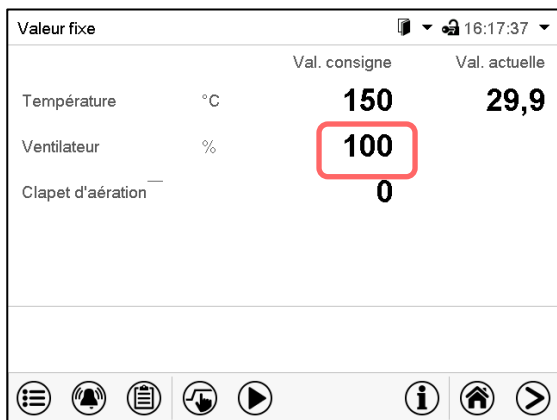 Valeur fixe 16:17:37
Val. consigne Val. actuelle
Température °C 150 29,9
Ventilateur % 100
Clapet d'aération 0